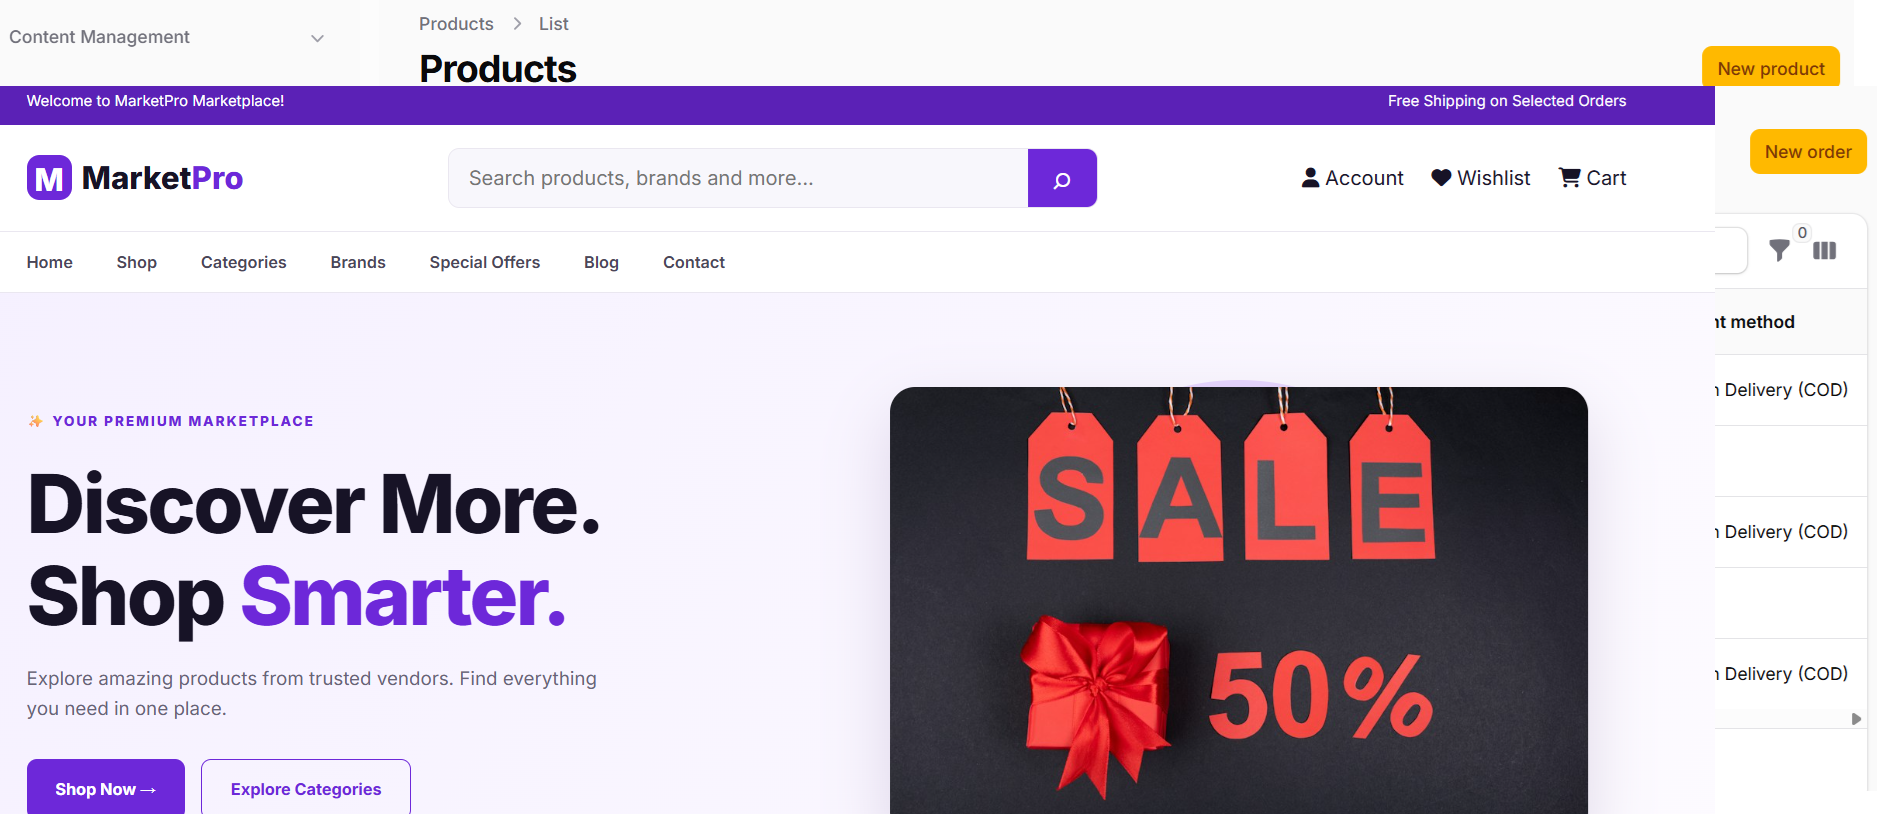 Content Management
Products > List
Products
New product
Welcome to MarketPro Marketplace!
Free Shipping on Selected Orders
M MarketPro
Search products, brands and more...
Account
Wishlist
Cart
New order
0
Home
Shop
Categories
Brands
Special Offers
Blog
Contact
method
Delivery (COD)
Delivery (COD)
Delivery (COD)
YOUR PREMIUM MARKETPLACE
Discover More.
Shop Smarter.
Explore amazing products from trusted vendors. Find everything
you need in one place.
Shop Now →
Explore Categories
SALE
50%